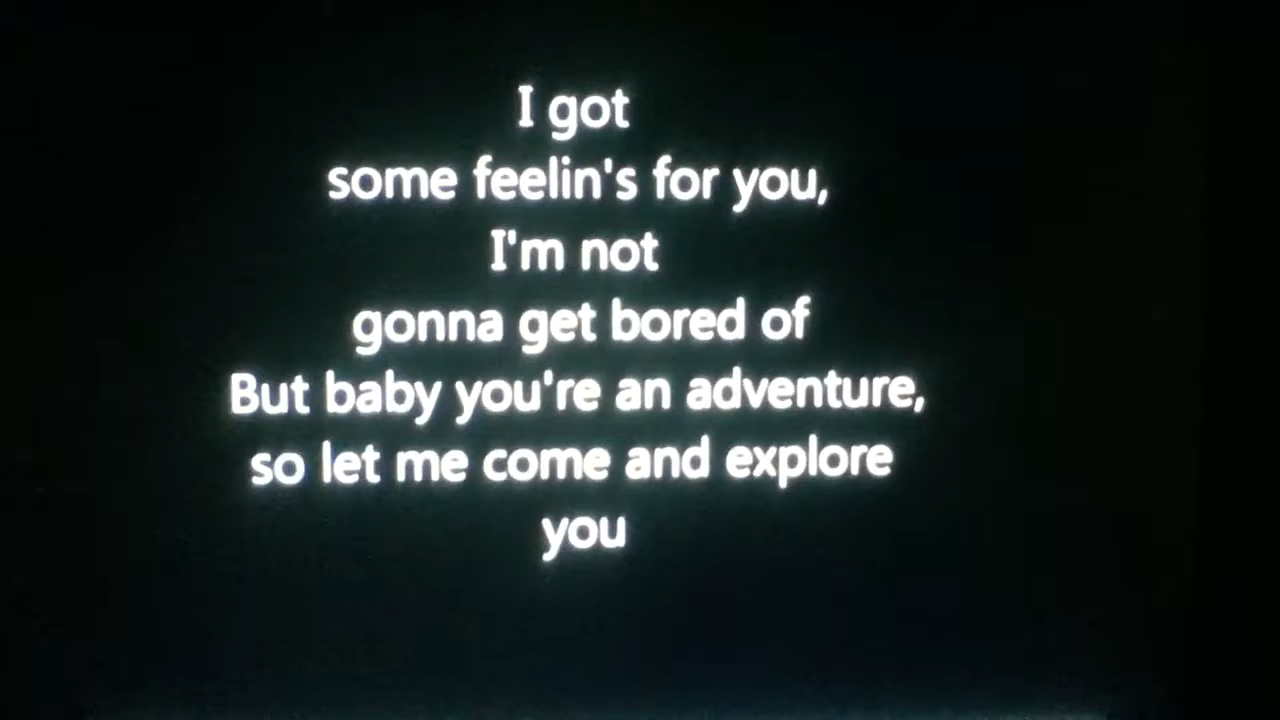 I got
some feelin's for you,
I'm not
gonna get bored of
But baby you're an adventure,
so let me come and explore
you